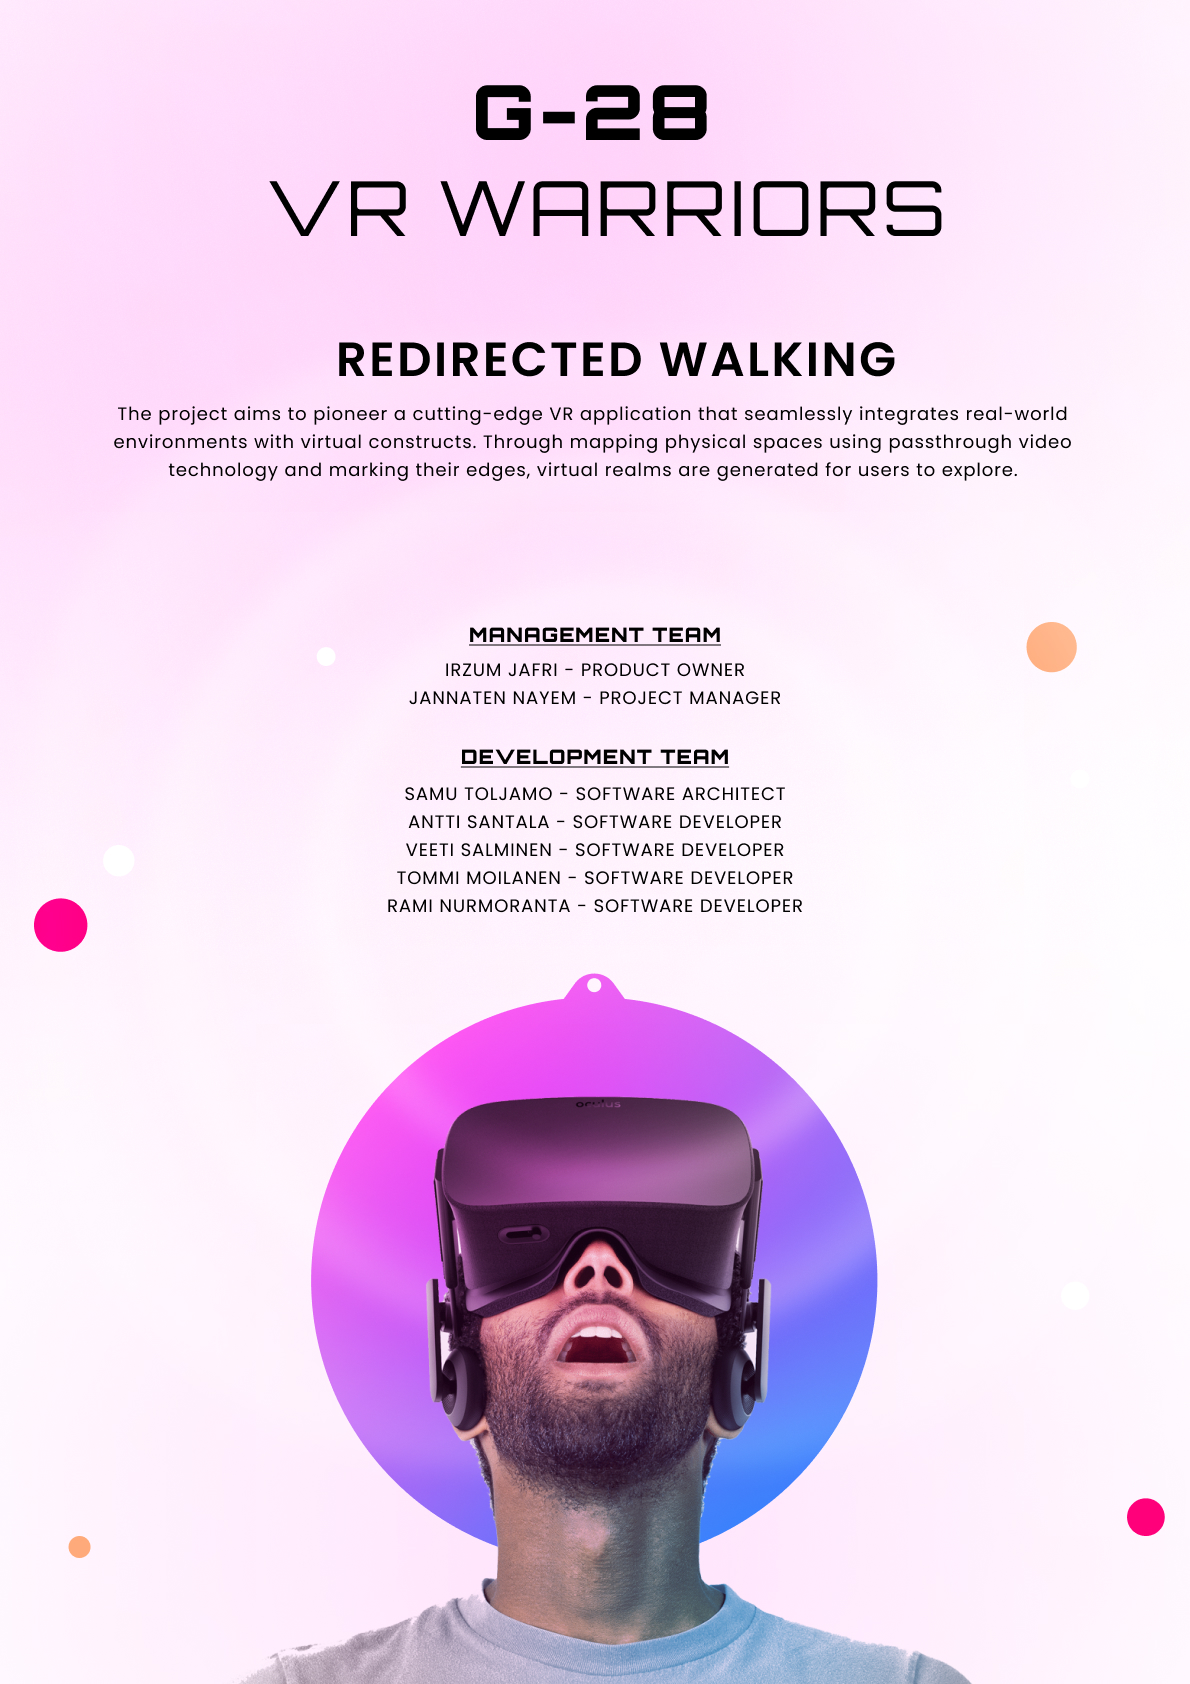 G-28
VR WARRIORS
REDIRECTED WALKING
The project aims to pioneer a cutting-edge VR application that seamlessly integrates real-world
environments with virtual constructs. Through mapping physical spaces using passthrough video
technology and marking their edges, virtual realms are generated for users to explore.
MANAGEMENT TEAM
IRZUM JAFRI - PRODUCT OWNER
JANNATEN NAYEM - PROJECT MANAGER
DEVELOPMENT TEAM
SAMU TOLJAMO - SOFTWARE ARCHITECT
ANTTI SANTALA - SOFTWARE DEVELOPER
VEETI SALMINEN - SOFTWARE DEVELOPER
TOMMI MOILANEN - SOFTWARE DEVELOPER
RAMI NURMORANTA - SOFTWARE DEVELOPER
oculus